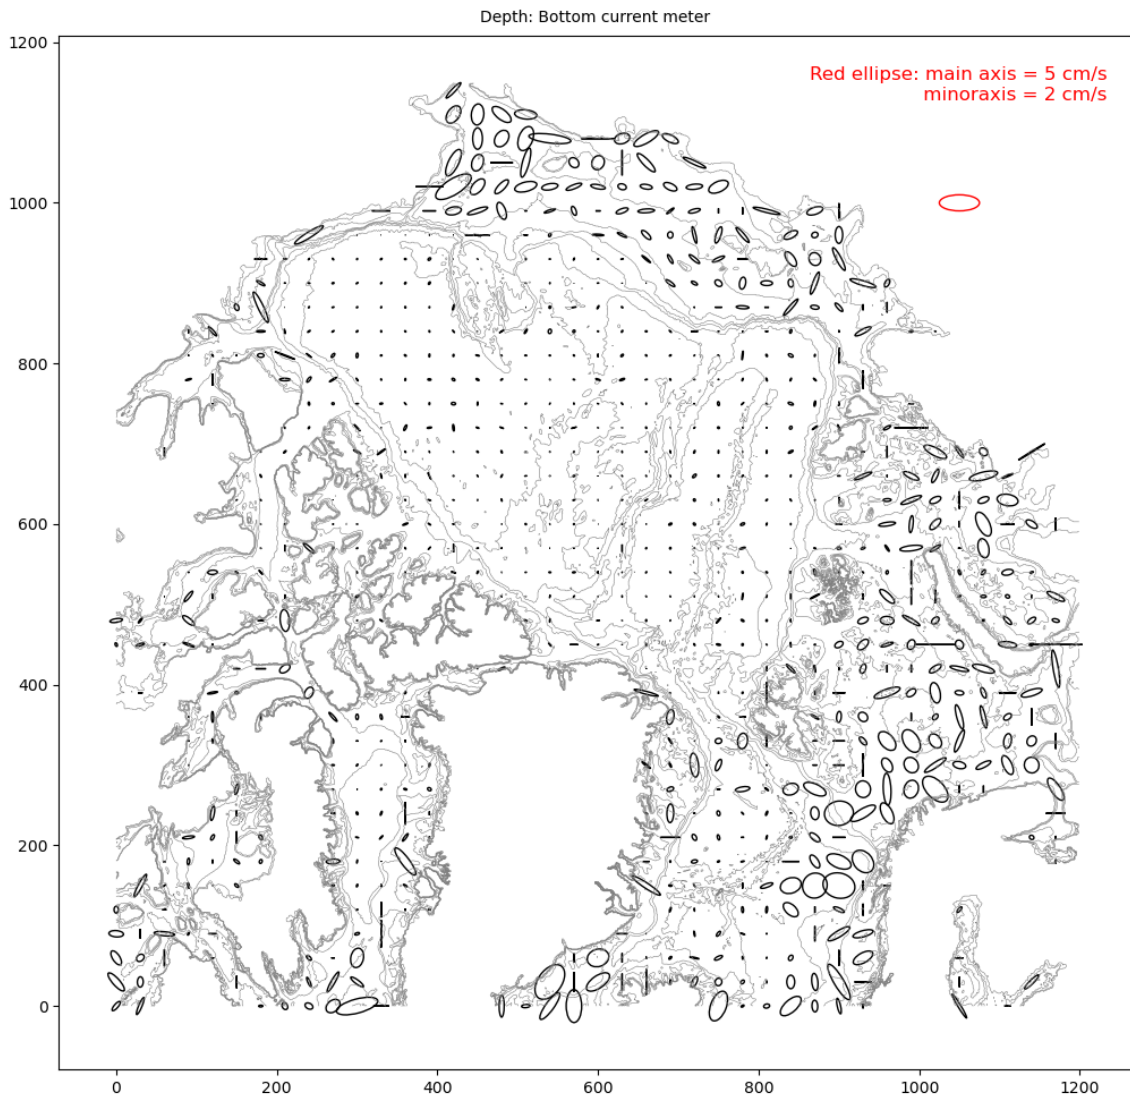 Depth: Bottom current meter
Red ellipse: main axis = 5 cm/s
minoraxis = 2 cm/s
1200
1000
800
600
400
200
0
0 200 400 600 800 1000 1200